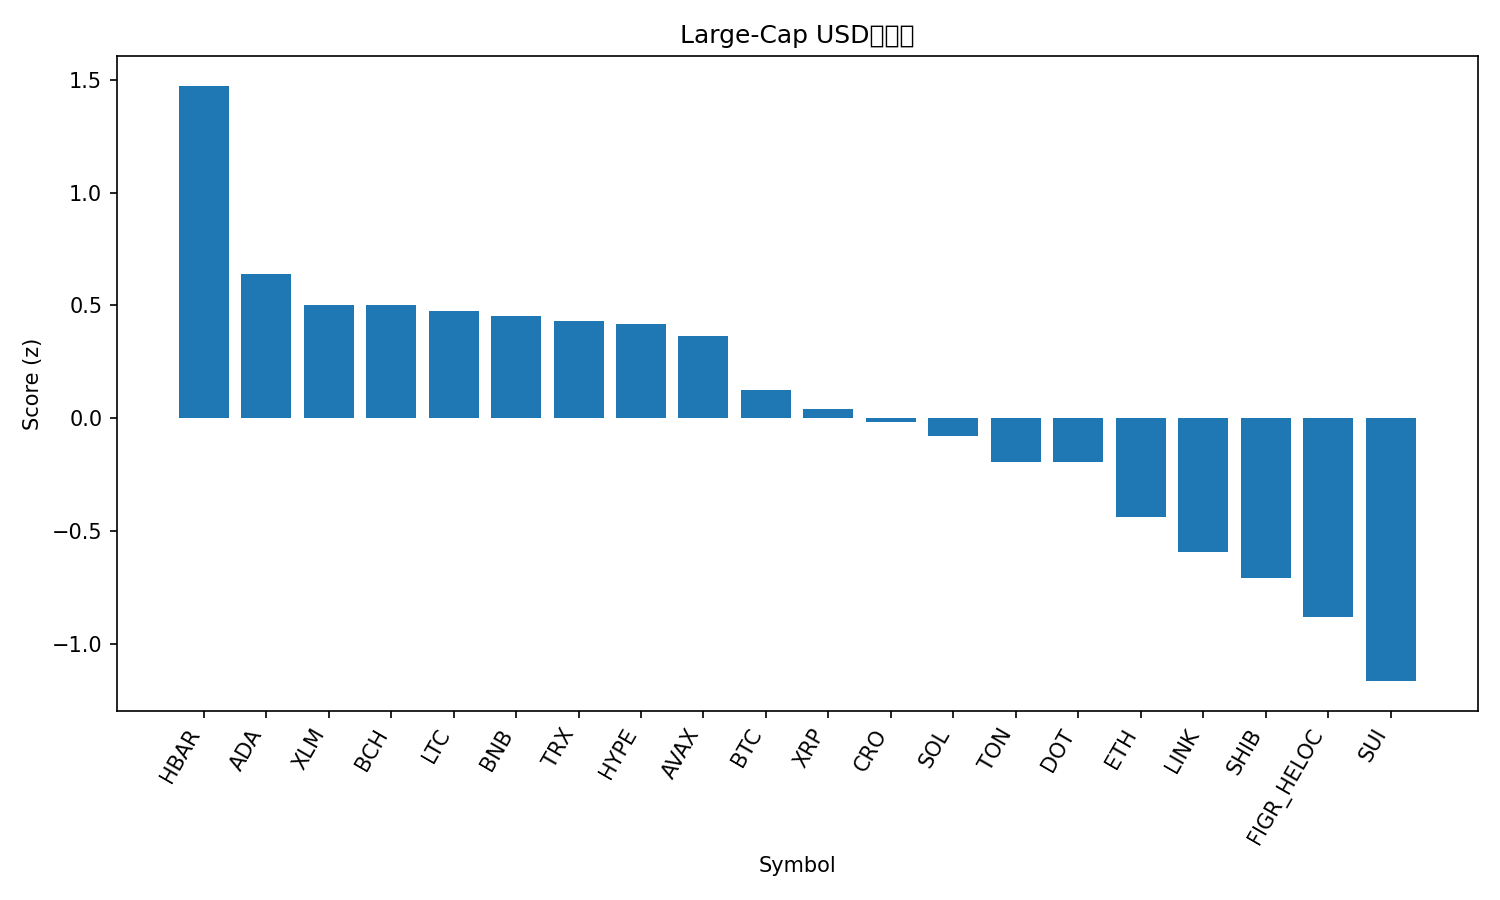 Large-Cap USD
Score (z)
1.5
1.0
0.5
0.0
−0.5
−1.0
HBAR
ADA
XLM
BCH
LTC
BNB
TRX
HYPE
AVAX
BTC
XRP
CRO
SOL
TON
DOT
ETH
LINK
SHIB
FIGR_HELOC
SUI
Symbol